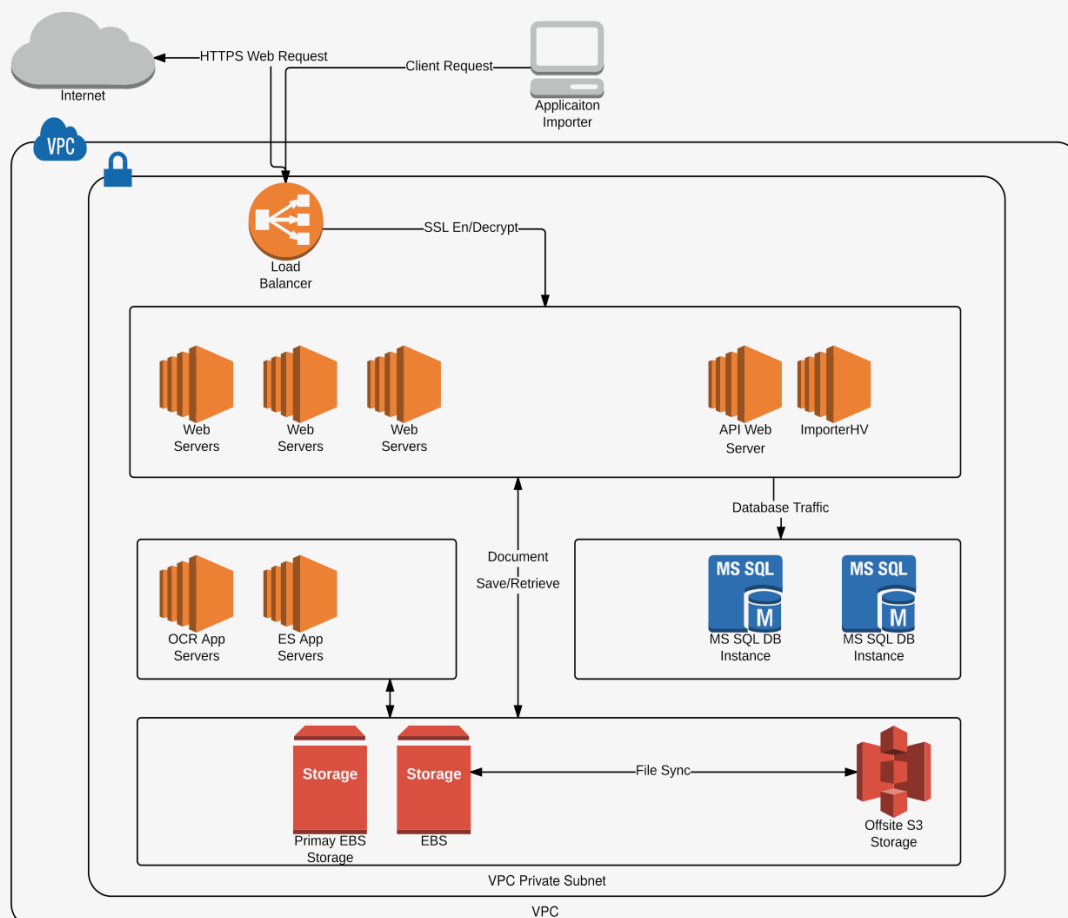 HTTPS Web Request
Client Request
Internet
Applicaiton
Importer
VPC
SSL En/Decrypt
Load
Balancer
Web
Servers
Web
Servers
Web
Servers
API Web
Server
ImporterHV
Database Traffic
Document
Save/Retrieve
MS SQL
M
MS SQL
M
OCR App
Servers
ES App
Servers
MS SQL DB
Instance
MS SQL DB
Instance
Storage
Storage
File Sync
Primay EBS
Storage
EBS
Offsite S3
Storage
VPC Private Subnet
VPC